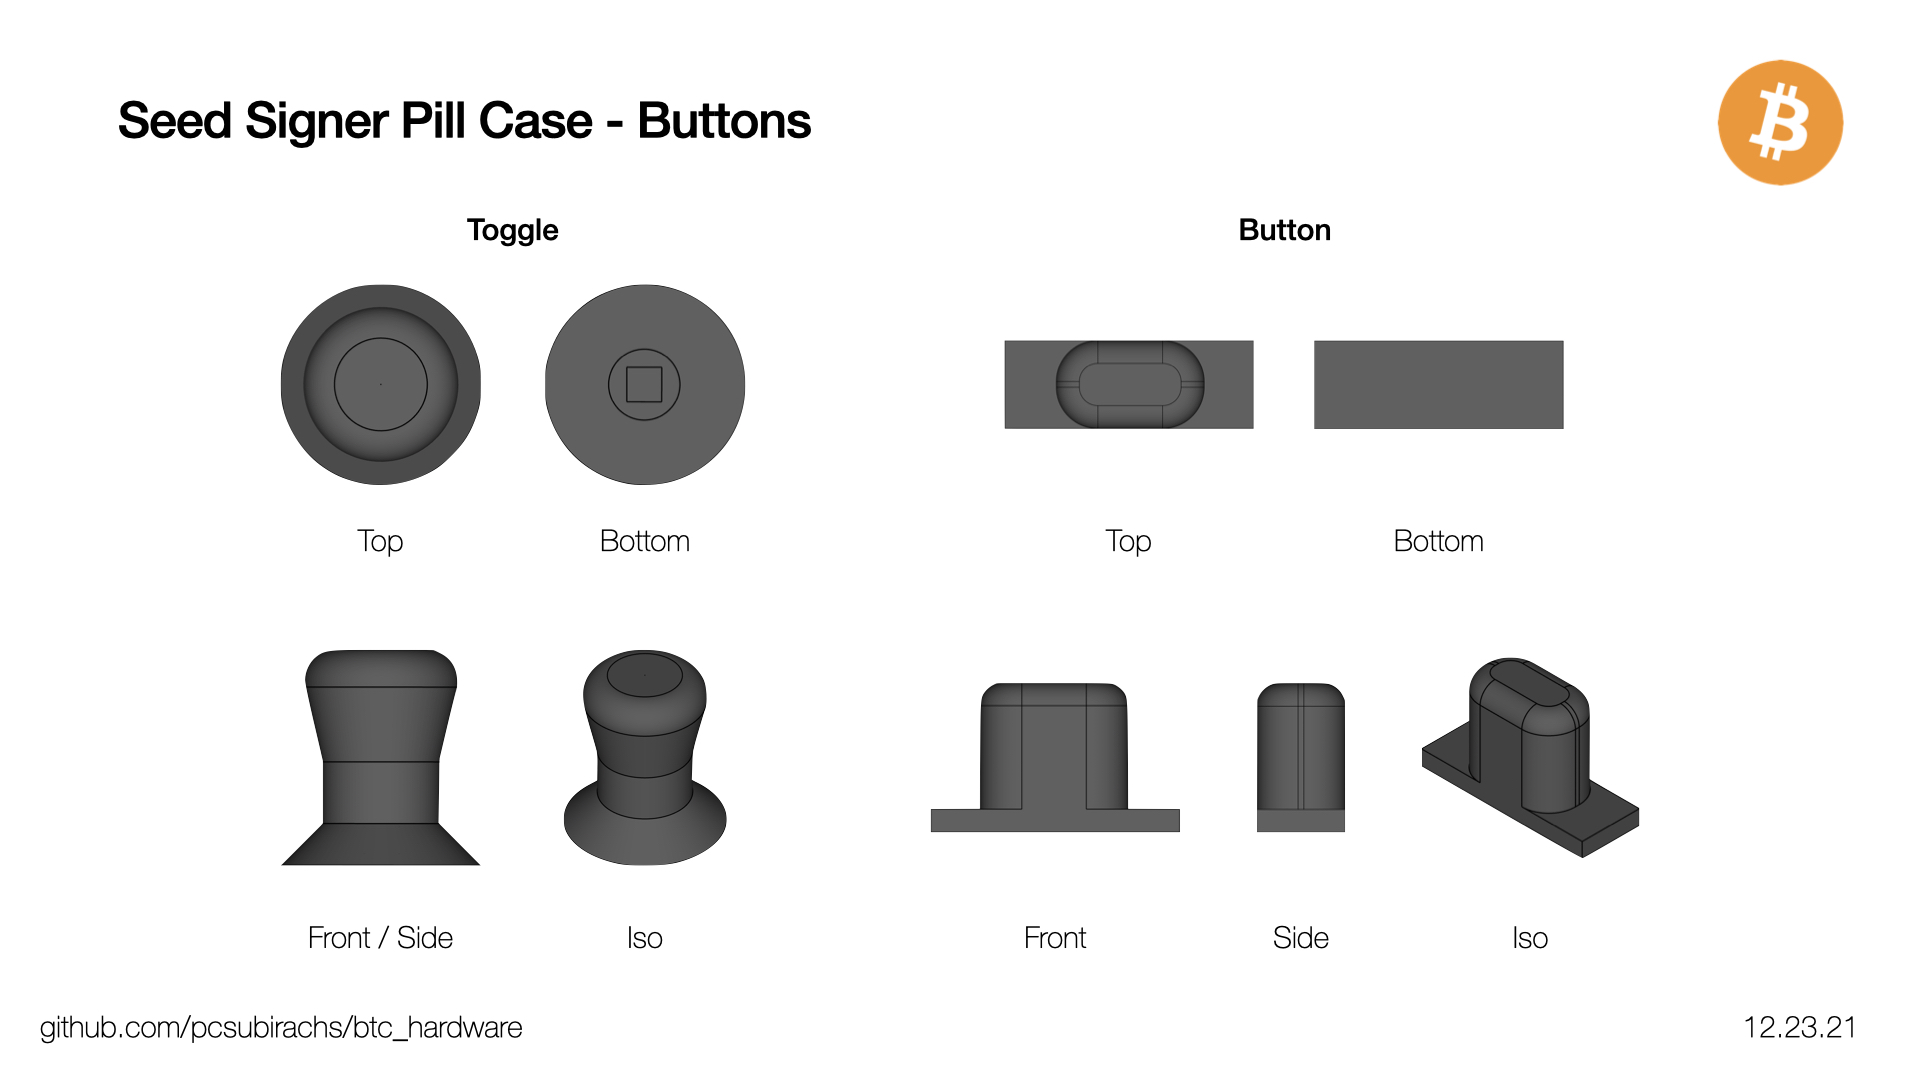 Seed Signer Pill Case - Buttons
Toggle
Button
Top
Bottom
Top
Bottom
Front / Side
Iso
Front
Side
Iso
github.com/pcsubirachs/btc_hardware
12.23.21